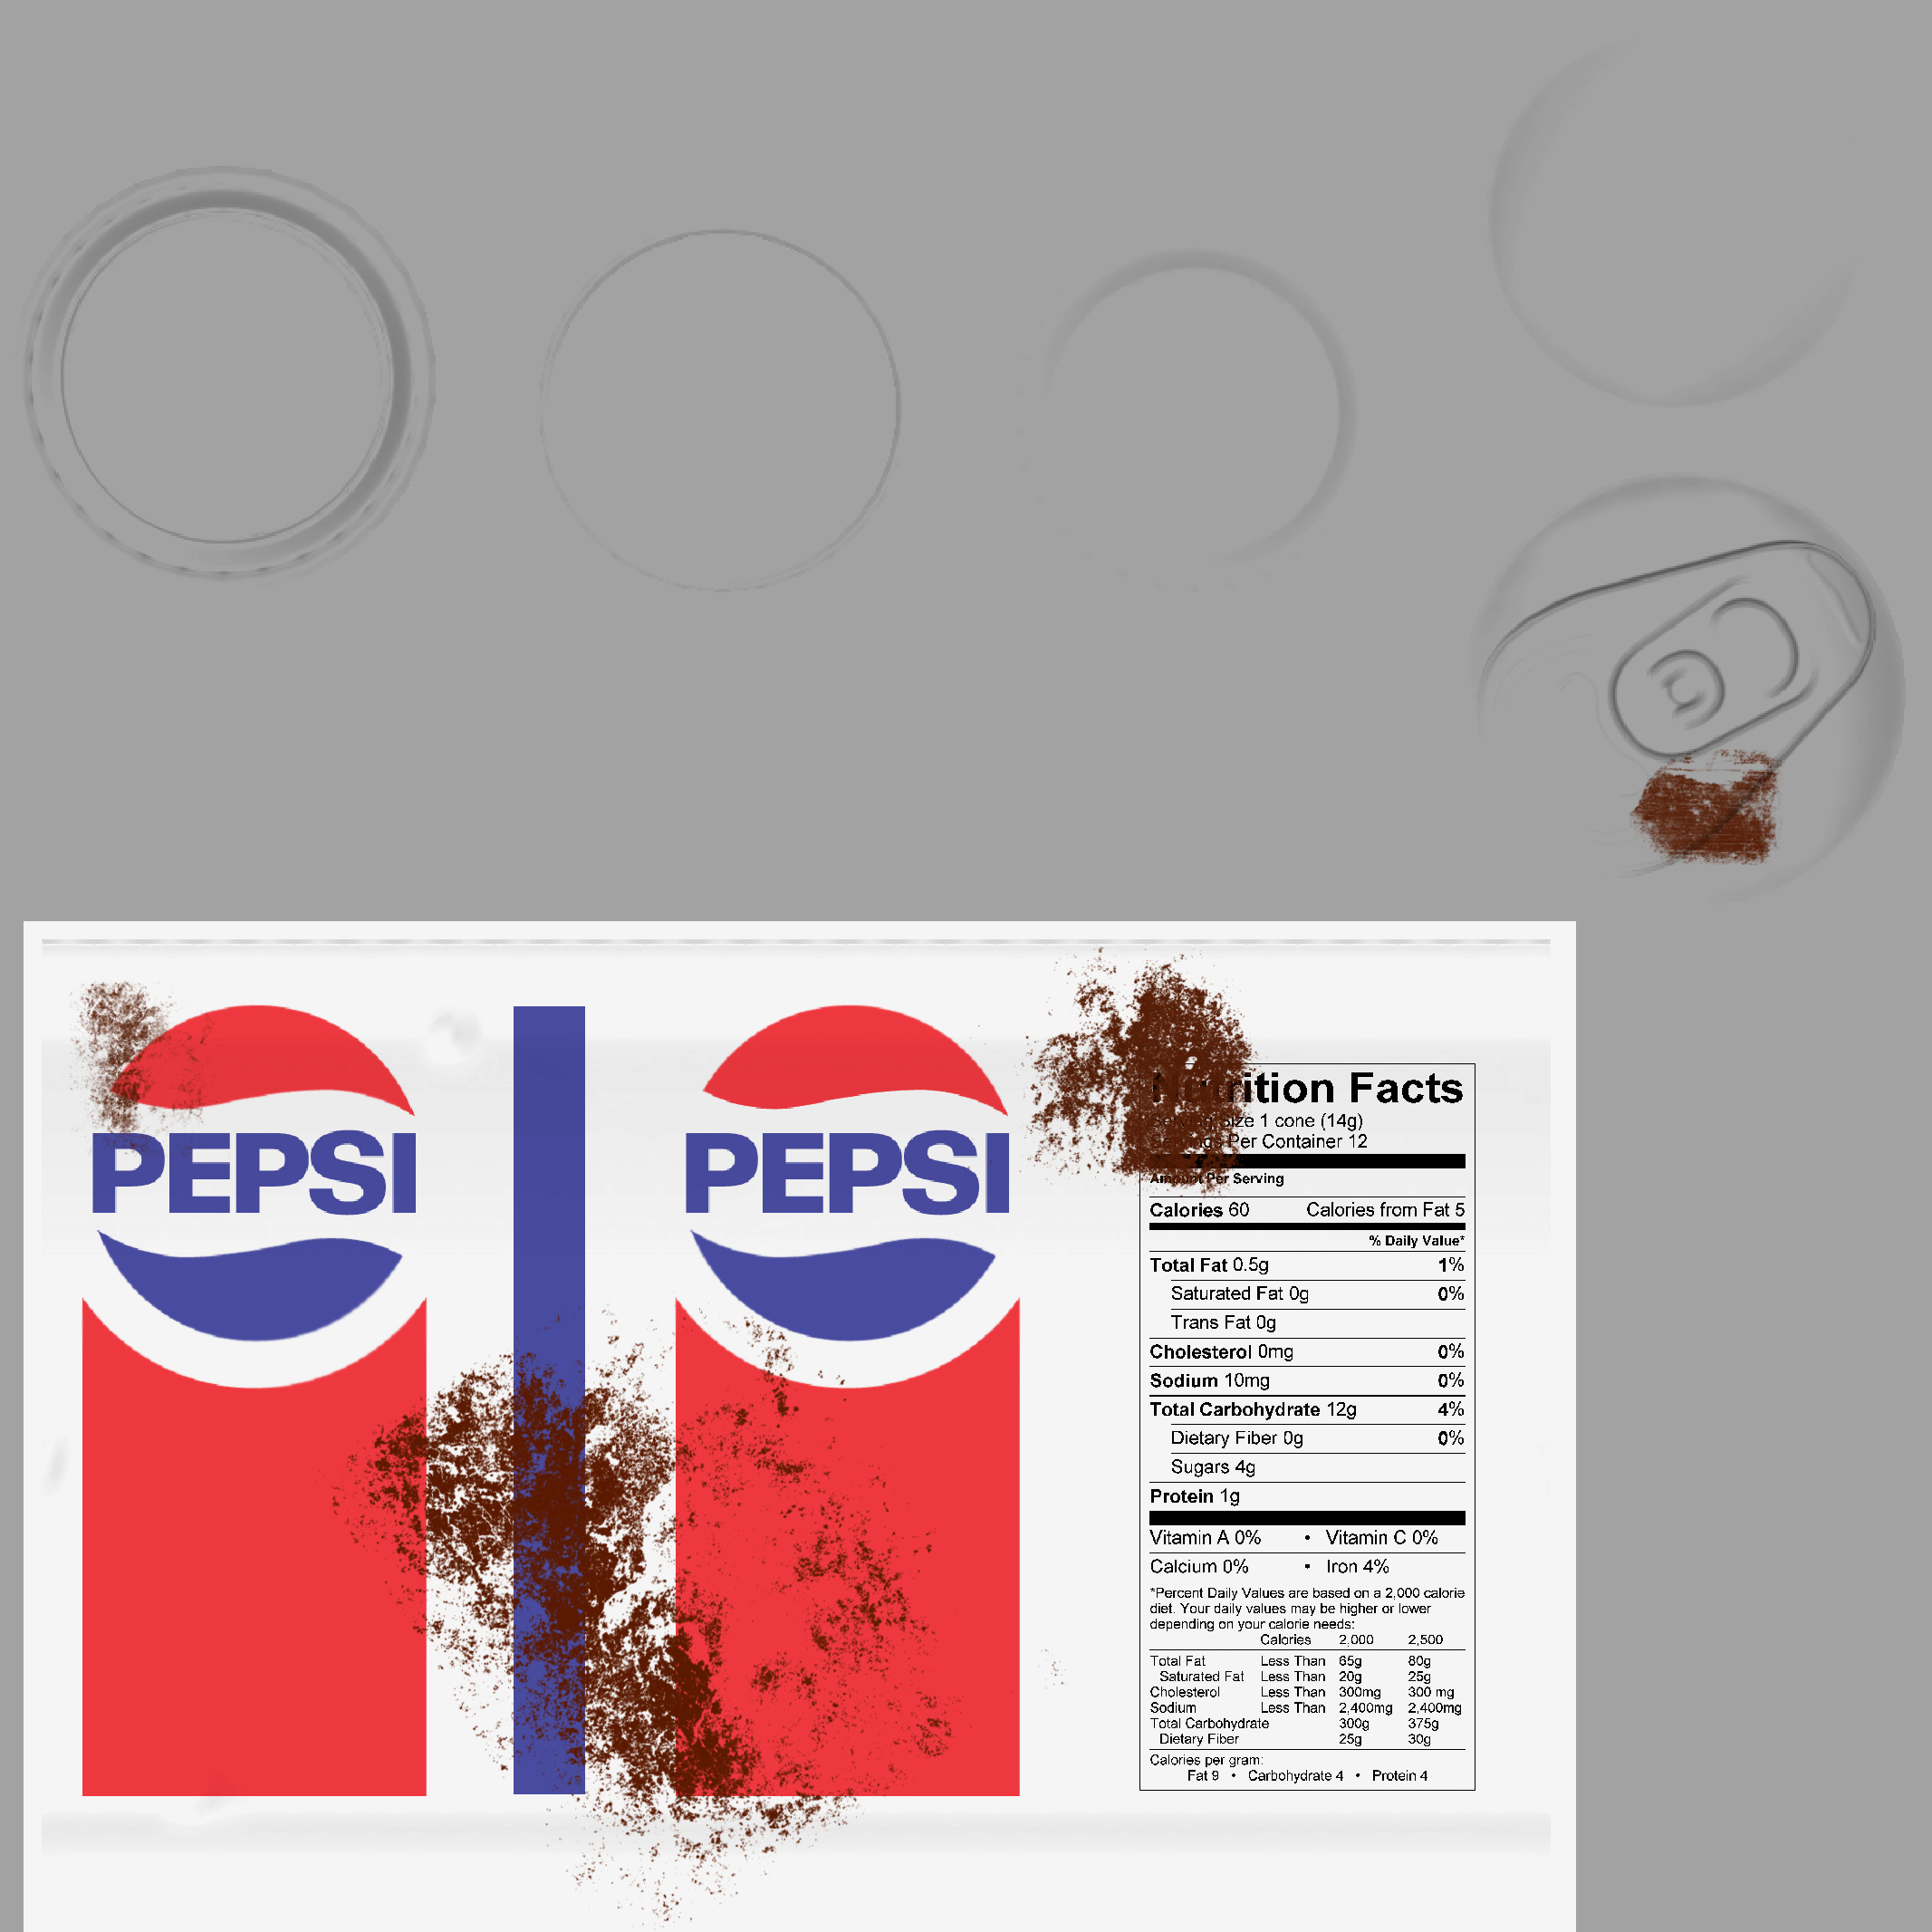 PEPSI
PEPSI
Nutrition Facts
Serving Size 1 cone (14g)
Servings Per Container 12
Amount Per Serving
Calories 60 Calories from Fat 5
% Daily Value*
Total Fat 0.5g 1%
Saturated Fat 0g 0%
Trans Fat 0g
Cholesterol 0mg 0%
Sodium 10mg 0%
Total Carbohydrate 12g 4%
Dietary Fiber 0g 0%
Sugars 4g
Protein 1g
Vitamin A 0% • Vitamin C 0%
Calcium 0% • Iron 4%
*Percent Daily Values are based on a 2,000 calorie
diet. Your daily values may be higher or lower
depending on your calorie needs:
Calories 2,000 2,500
Total Fat Less Than 65g 80g
Saturated Fat Less Than 20g 25g
Cholesterol Less Than 300mg 300 mg
Sodium Less Than 2,400mg 2,400mg
Total Carbohydrate 300g 375g
Dietary Fiber 25g 30g
Calories per gram:
Fat 9 • Carbohydrate 4 • Protein 4